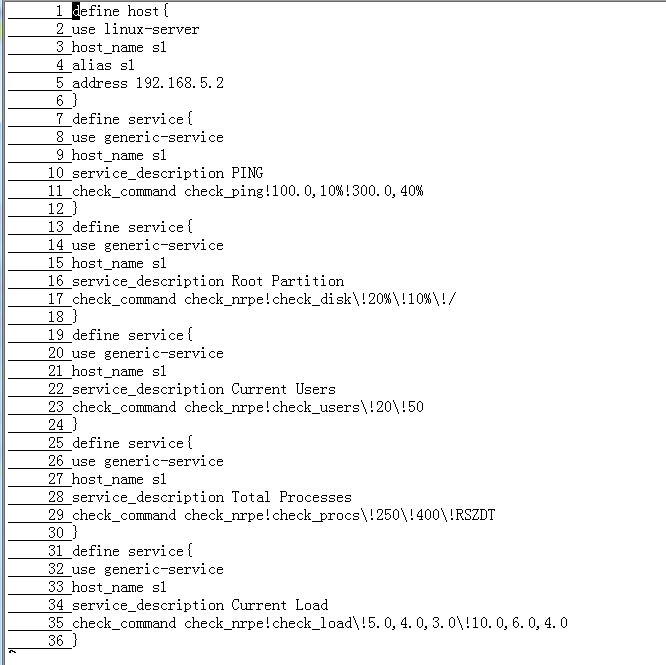 1 define host{
2 use linux-server
3 host_name s1
4 alias s1
5 address 192.168.5.2
6 }
7 define service{
8 use generic-service
9 host_name s1
10 service_description PING
11 check_command check_ping!100.0,10%!300.0,40%
12 }
13 define service{
14 use generic-service
15 host_name s1
16 service_description Root Partition
17 check_command check_nrpe!check_disk\!20%\!10%\!/
18 }
19 define service{
20 use generic-service
21 host_name s1
22 service_description Current Users
23 check_command check_nrpe!check_users\!20\!50
24 }
25 define service{
26 use generic-service
27 host_name s1
28 service_description Total Processes
29 check_command check_nrpe!check_procs\!250\!400\!RSZDT
30 }
31 define service{
32 use generic-service
33 host_name s1
34 service_description Current Load
35 check_command check_nrpe!check_load\!5.0,4.0,3.0\!10.0,6.0,4.0
36 }